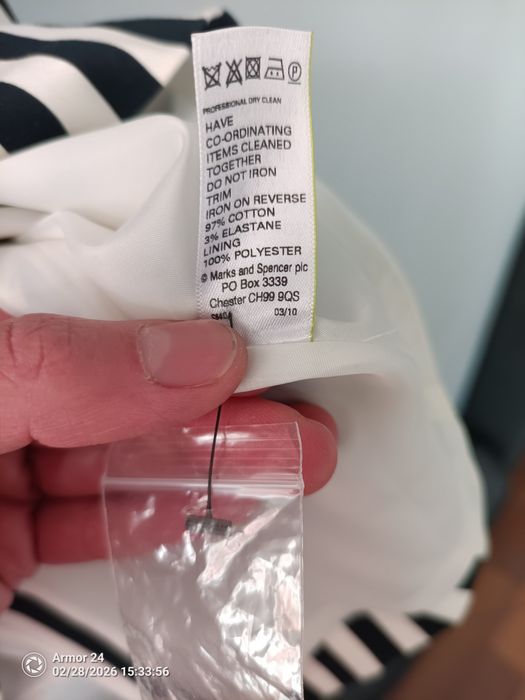 P
PROFESSIONAL DRY CLEAN
HAVE
CO-ORDINATING
ITEMS CLEANED
TOGETHER
DO NOT IRON
TRIM
IRON ON REVERSE
97% COTTON
3% ELASTANE
LINING
100% POLYESTER
© Marks and Spencer plc
PO Box 3339
Chester CH99 9QS
03/10
Armor 24
02/28/2026 15:33:56